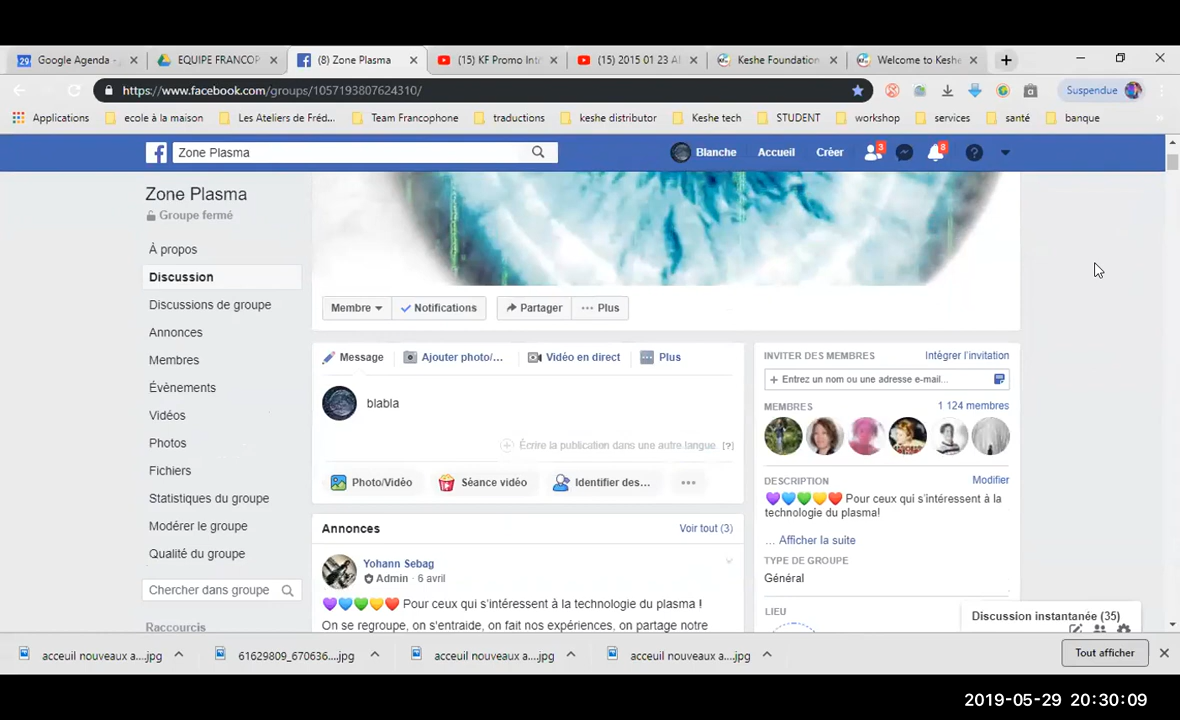 Google Agenda -
EQUIPE FRANCOP
(8) Zone Plasma
(15) KF Promo Intr
(15) 2015 01 23 Al
Keshe Foundation
Welcome to Keshe
https://www.facebook.com/groups/1057193807624310/
Suspendue
Applications
ecole à la maison
Les Ateliers de Fréd...
Team Francophone
traductions
keshe distributor
Keshe tech
STUDENT
workshop
services
santé
banque
Zone Plasma
Blanche
Accueil
Créer
3
8
Zone Plasma
Groupe fermé
À propos
Discussion
Discussions de groupe
Annonces
Membres
Évènements
Vidéos
Photos
Fichiers
Statistiques du groupe
Modérer le groupe
Qualité du groupe
Chercher dans groupe
Raccourcis
Membre
Notifications
Partager
Plus
Message
Ajouter photo/...
Vidéo en direct
Plus
blabla
Écrire la publication dans une autre langue. [?]
Photo/Vidéo
Séance vidéo
Identifier des...
Annonces
Voir tout (3)
Yohann Sebag
Admin · 6 avril
💜💙💚💛❤️ Pour ceux qui s'intéressent à la technologie du plasma !
On se regroupe, on s'entraide, on fait nos expériences, on partage notre
INVITER DES MEMBRES
Intégrer l'invitation
+ Entrez un nom ou une adresse e-mail...
MEMBRES
1 124 membres
DESCRIPTION
Modifier
💜💙💚💛❤️ Pour ceux qui s'intéressent à la
technologie du plasma!
... Afficher la suite
TYPE DE GROUPE
Général
LIEU
Discussion instantanée (35)
acceuil nouveaux a....jpg
61629809_670636....jpg
acceuil nouveaux a....jpg
acceuil nouveaux a....jpg
Tout afficher
2019-05-29 20:30:09